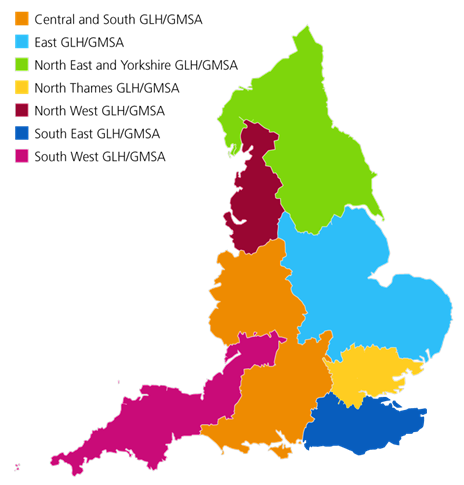 Central and South GLH/GMSA
East GLH/GMSA
North East and Yorkshire GLH/GMSA
North Thames GLH/GMSA
North West GLH/GMSA
South East GLH/GMSA
South West GLH/GMSA